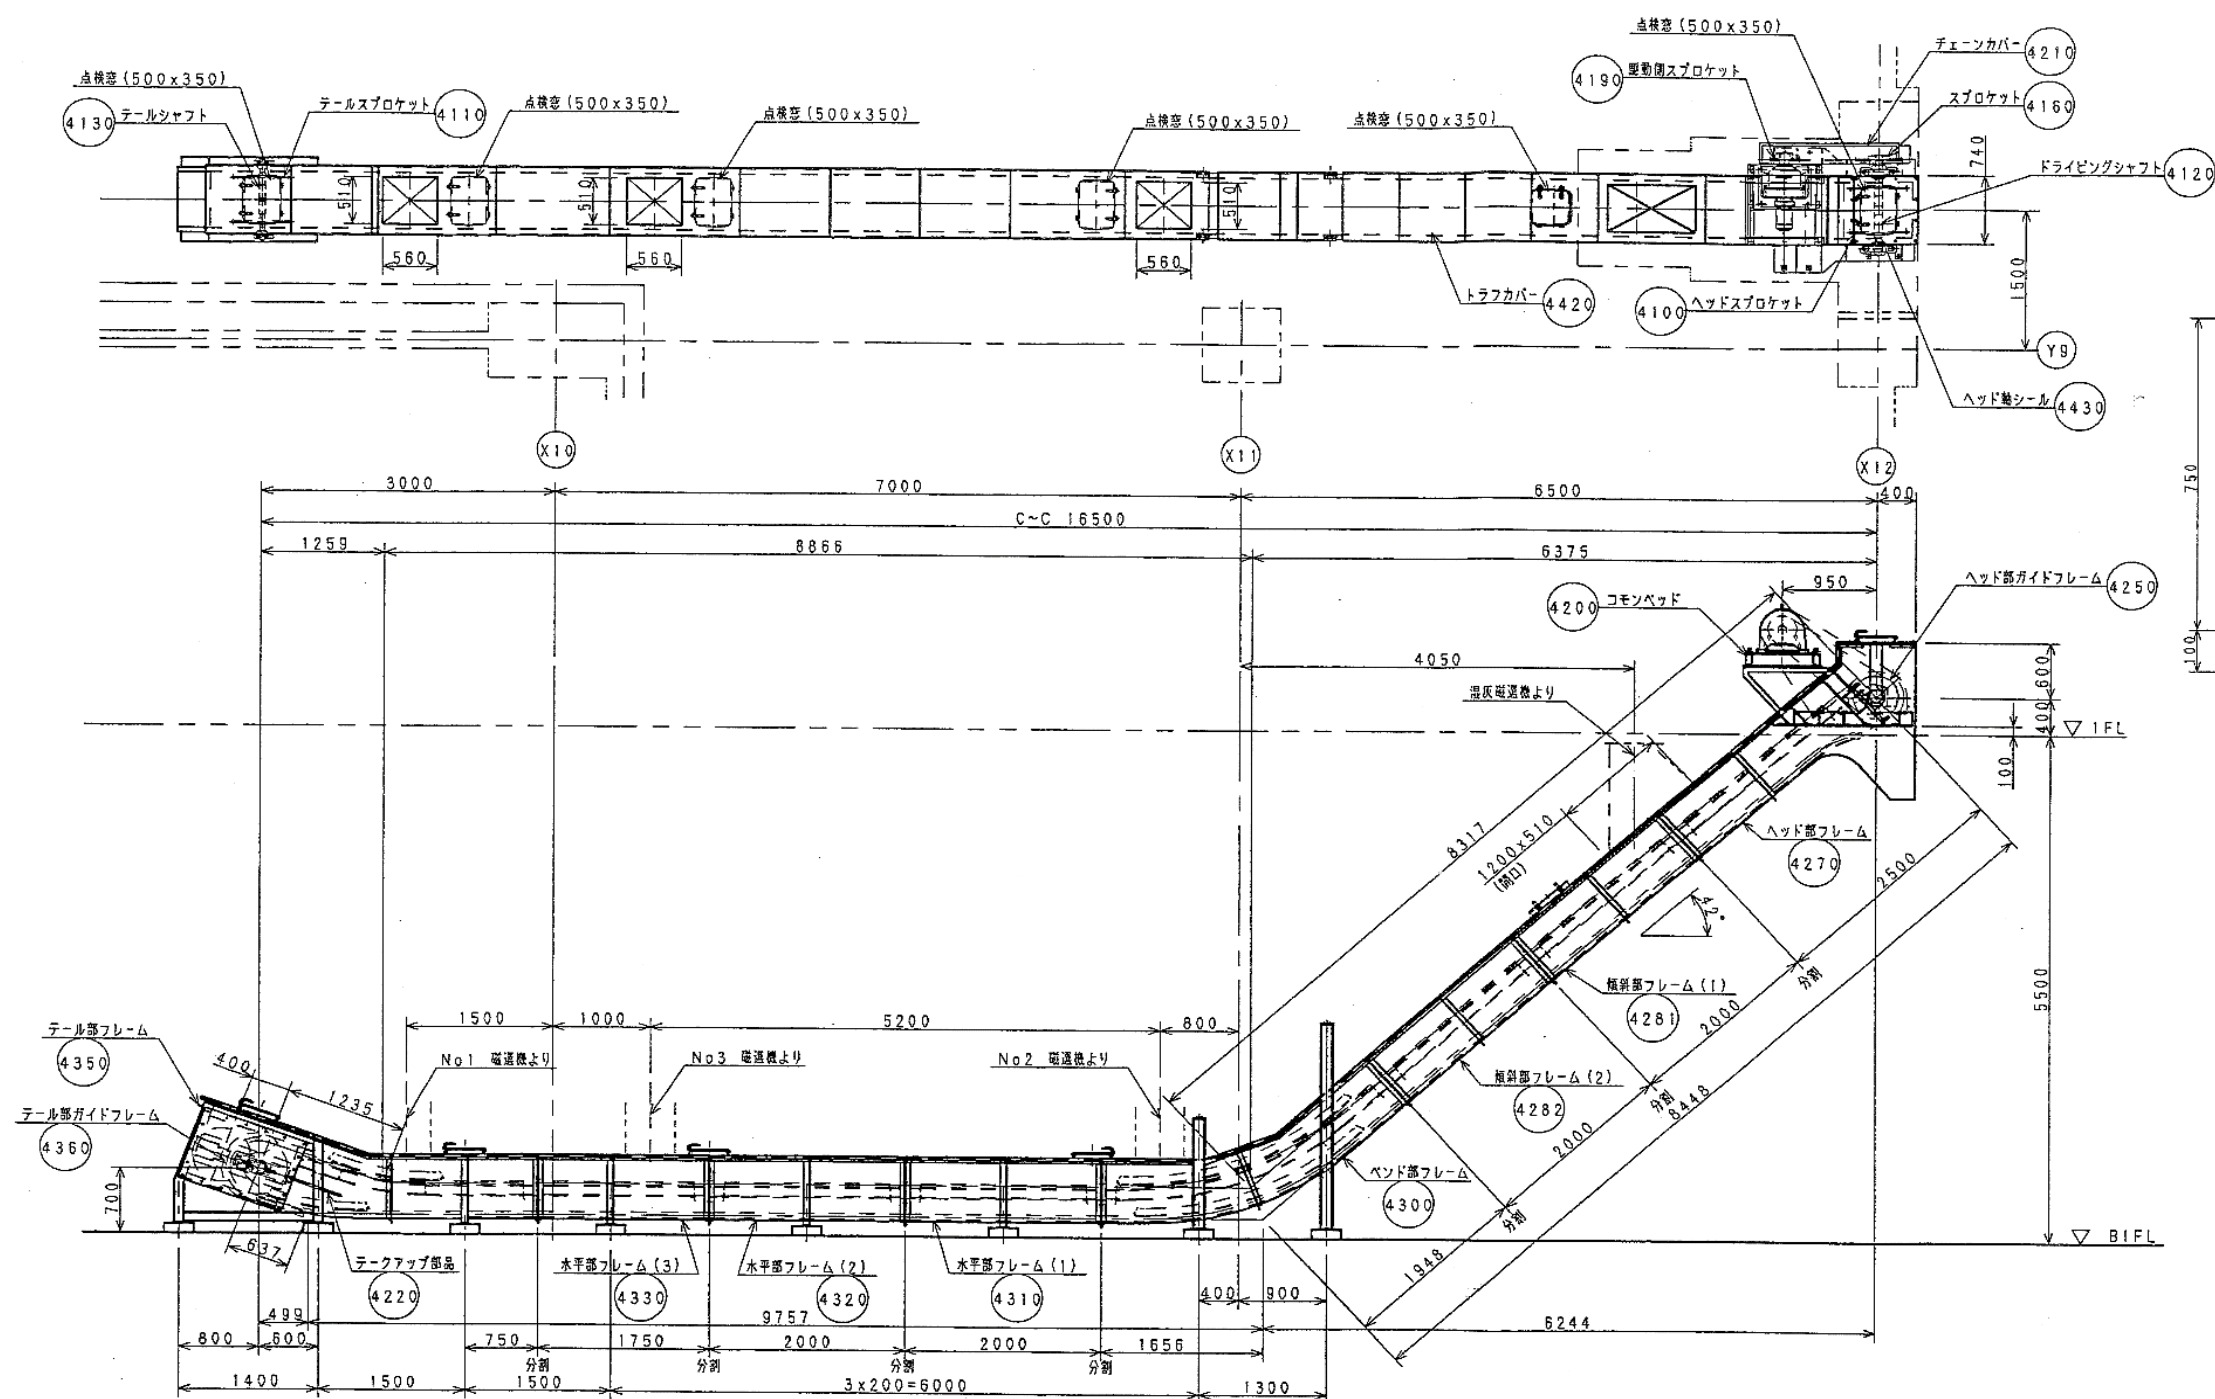 点検窓(500x350)
チェーンカバー 4210
点検窓(500x350)
4190 駆動側スプロケット
スプロケット 4160
テールスプロケット 4110
点検窓(500x350)
点検窓(500x350)
点検窓(500x350)
点検窓(500x350)
4130 テールシャフト
ドライビングシャフト 4120
740
510
510
510
560
560
560
1500
トラフカバー 4420
4100 ヘッドスプロケット
Y9
ヘッド軸シール 4430
X10
X11
X12
750
3000
7000
6500
400
C~C 16500
1259
8866
6375
950
ヘッド部ガイドフレーム 4250
4200 コモンベッド
4050
100
600
湿灰磁選機より
400
▽ 1FL
100
8317
1200x510
(開口)
ヘッド部フレーム
4270
2500
42°
傾斜部フレーム(1)
4281
分割
5500
2000
1500
1000
5200
800
テール部フレーム
4350
400
No1 磁選機より
No3 磁選機より
No2 磁選機より
傾斜部フレーム(2)
4282
分割
8448
1235
テール部ガイドフレーム
4360
2000
ベンド部フレーム
4300
700
分割
▽ B1FL
637
テークアップ部品
4220
水平部フレーム(3)
4330
水平部フレーム(2)
4320
水平部フレーム(1)
4310
1948
400
900
499
9757
6244
800
600
750
1750
2000
2000
1656
分割
分割
分割
分割
1400
1500
1500
3x200=6000
1300